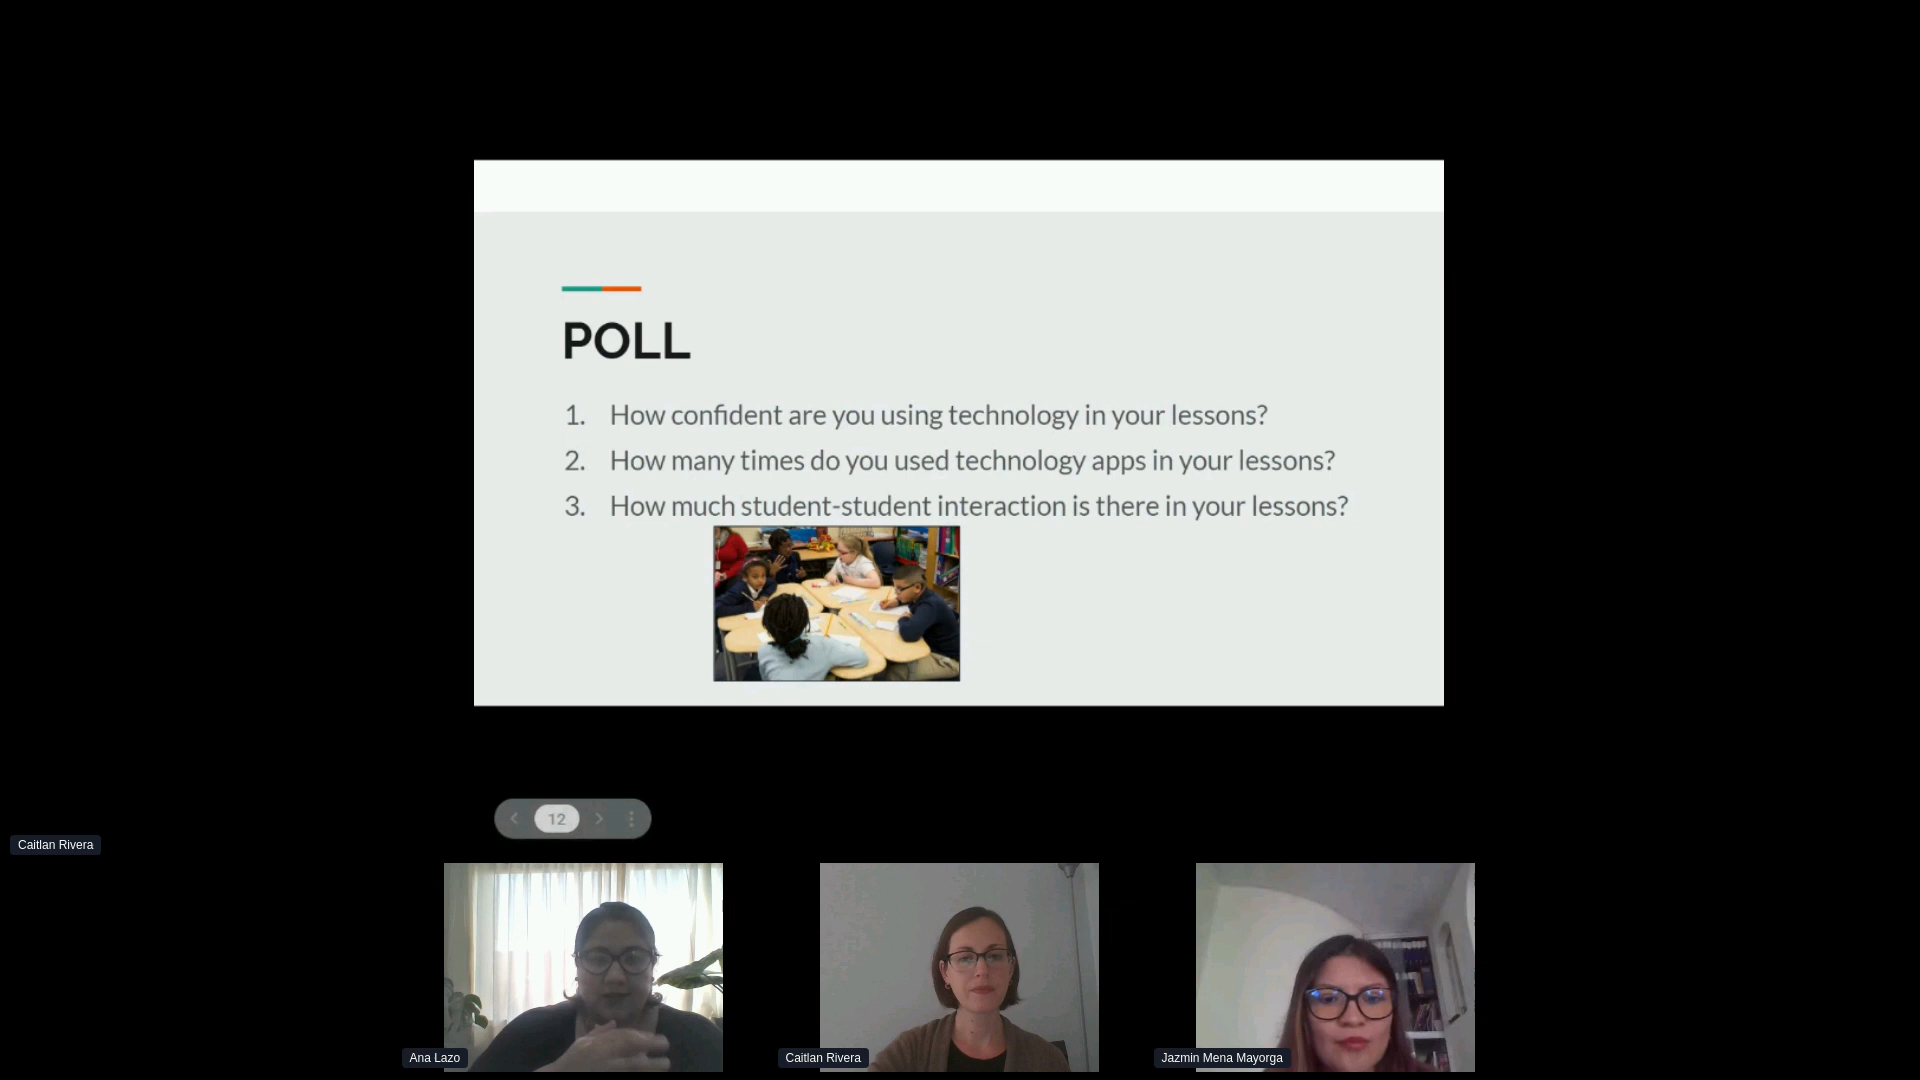 POLL
1. How confident are you using technology in your lessons?
2. How many times do you used technology apps in your lessons?
3. How much student-student interaction is there in your lessons?
12
Caitlan Rivera
Ana Lazo
Caitlan Rivera
Jazmin Mena Mayorga